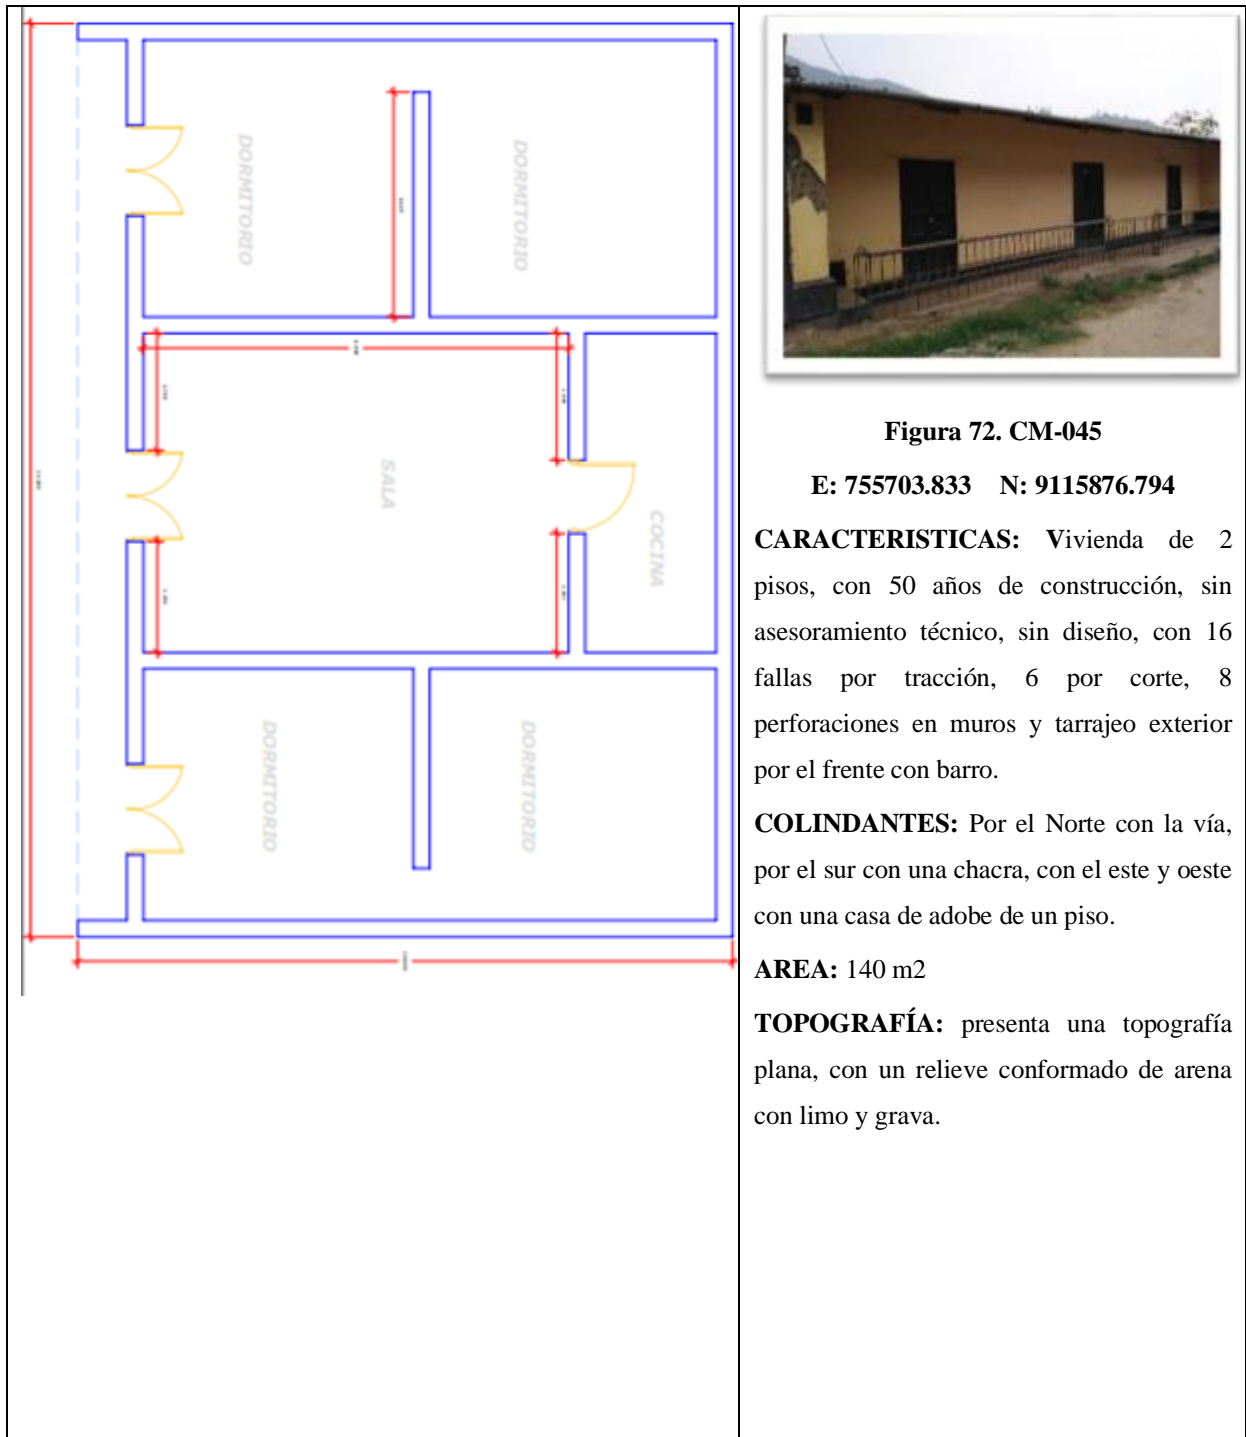 DORMITORIO
DORMITORIO
SALA
COCINA
DORMITORIO
DORMITORIO
Figura 72. CM-045
E: 755703.833 N: 9115876.794
CARACTERISTICAS: Vivienda de 2
pisos, con 50 años de construcción, sin
asesoramiento técnico, sin diseño, con 16
fallas por tracción, 6 por corte, 8
perforaciones en muros y tarrajeo exterior
por el frente con barro.
COLINDANTES: Por el Norte con la vía,
por el sur con una chacra, con el este y oeste
con una casa de adobe de un piso.
AREA: 140 m2
TOPOGRAFÍA: presenta una topografía
plana, con un relieve conformado de arena
con limo y grava.